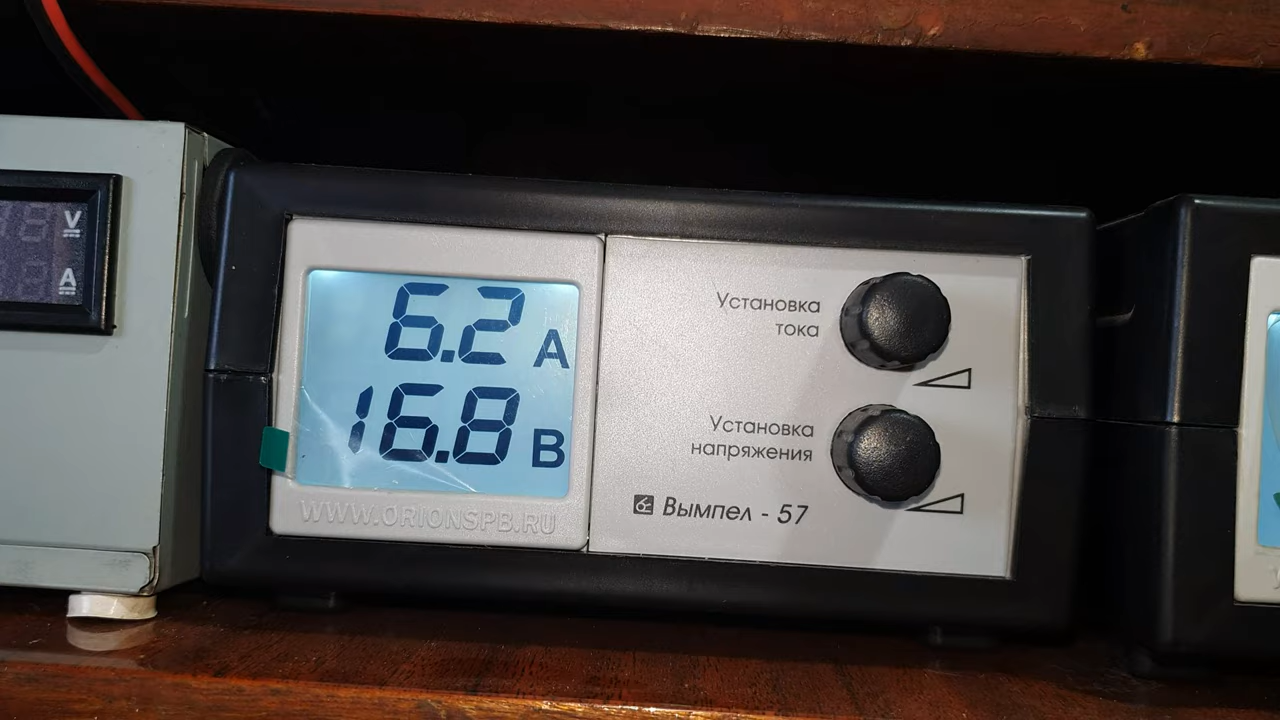 V
A
6.2 A
16.8 В
WWW.ORIONSPB.RU
Установка
тока
Установка
напряжения
Вымпел - 57